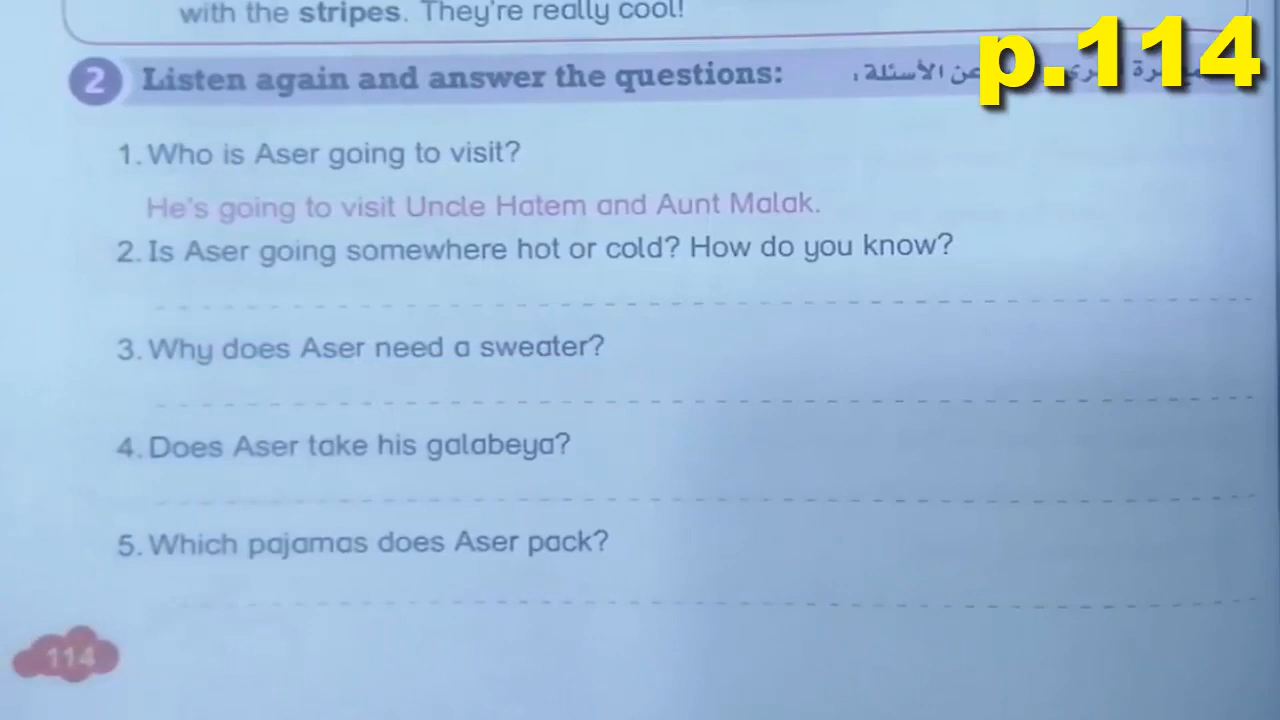 with the stripes. They're really cool!
p.114
2 Listen again and answer the questions: عن الأسئلة :
1. Who is Aser going to visit?
He's going to visit Uncle Hatem and Aunt Malak.
2. Is Aser going somewhere hot or cold? How do you know?
3. Why does Aser need a sweater?
4. Does Aser take his galabeya?
5. Which pajamas does Aser pack?
114